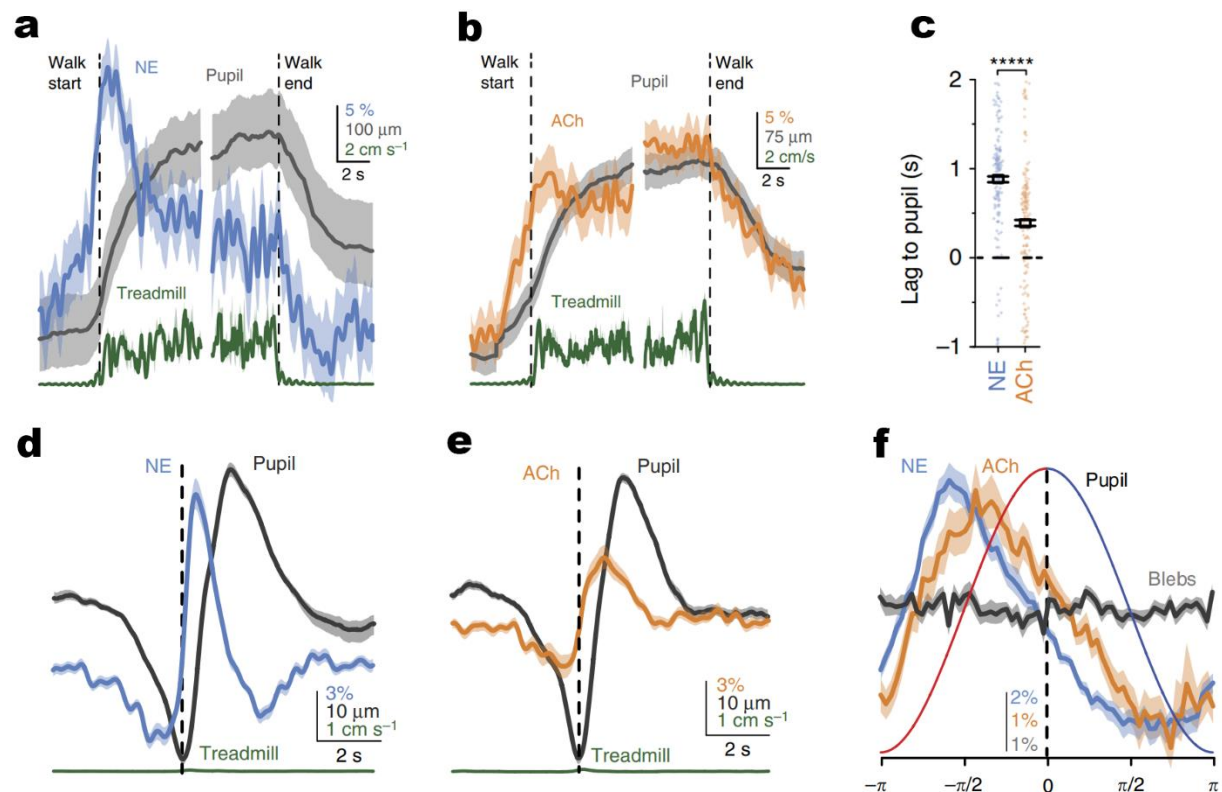 a
Walk
start
NE
Pupil
Walk
end
5 %
100 μm
2 cm s⁻¹
2 s
Treadmill
b
Walk
start
ACh
Pupil
Walk
end
5 %
75 μm
2 cm/s
2 s
Treadmill
c
*****
Lag to pupil (s)
2
1
0
−1
NE
ACh
d
NE
Pupil
3%
10 μm
1 cm s⁻¹
2 s
Treadmill
e
ACh
Pupil
3%
10 μm
1 cm s⁻¹
2 s
Treadmill
f
NE
ACh
Pupil
Blebs
2%
1%
1%
−π
−π/2
0
π/2
π